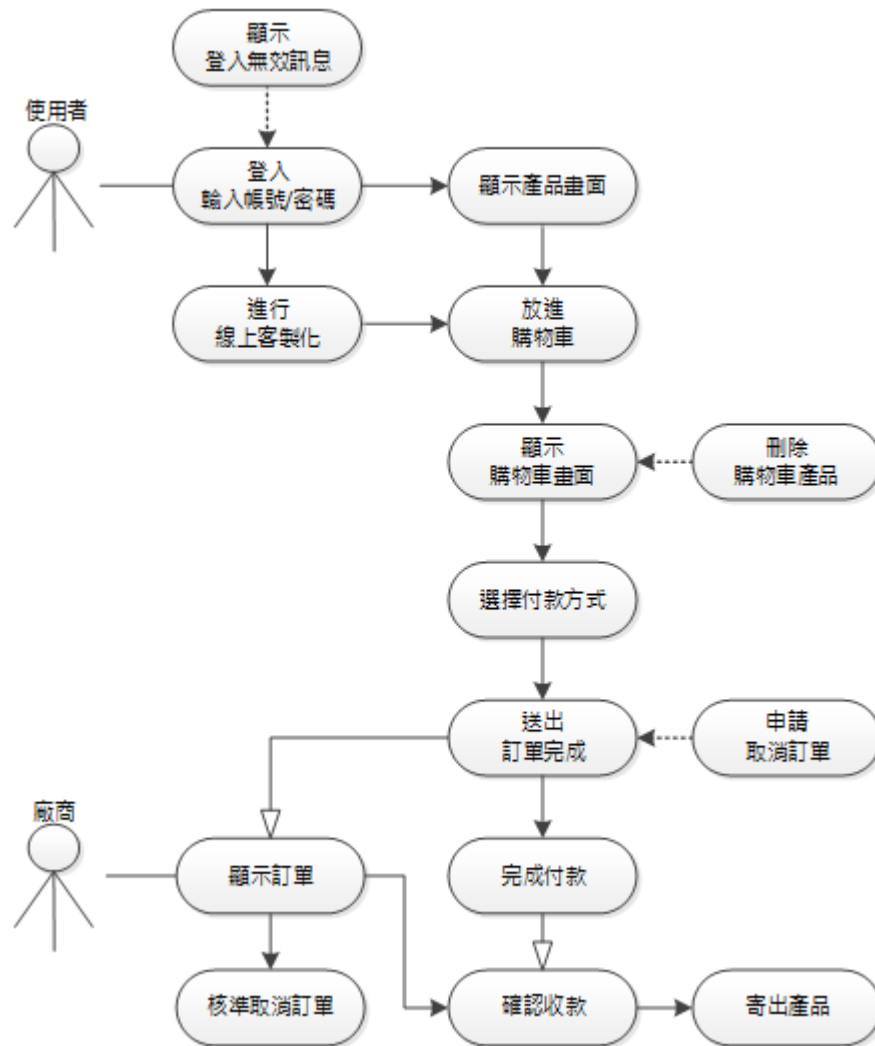 顯示
登入無效訊息
使用者
登入
輸入帳號/密碼
顯示產品畫面
進行
線上客製化
放進
購物車
顯示
購物車畫面
刪除
購物車產品
選擇付款方式
送出
訂單完成
申請
取消訂單
廠商
顯示訂單
完成付款
核準取消訂單
確認收款
寄出產品